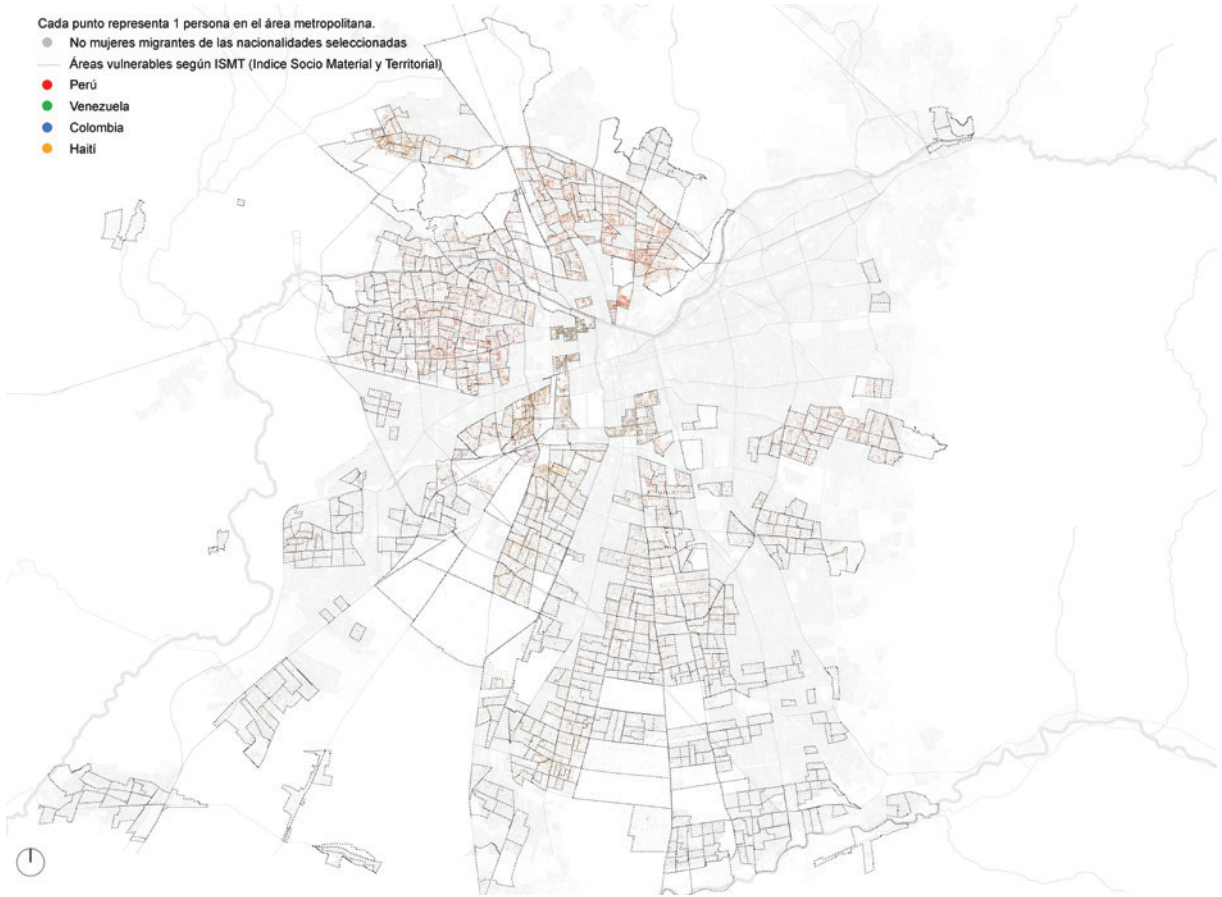 Cada punto representa 1 persona en el área metropolitana.
No mujeres migrantes de las nacionalidades seleccionadas
Áreas vulnerables según ISMT (Indice Socio Material y Territorial)
Perú
Venezuela
Colombia
Haití